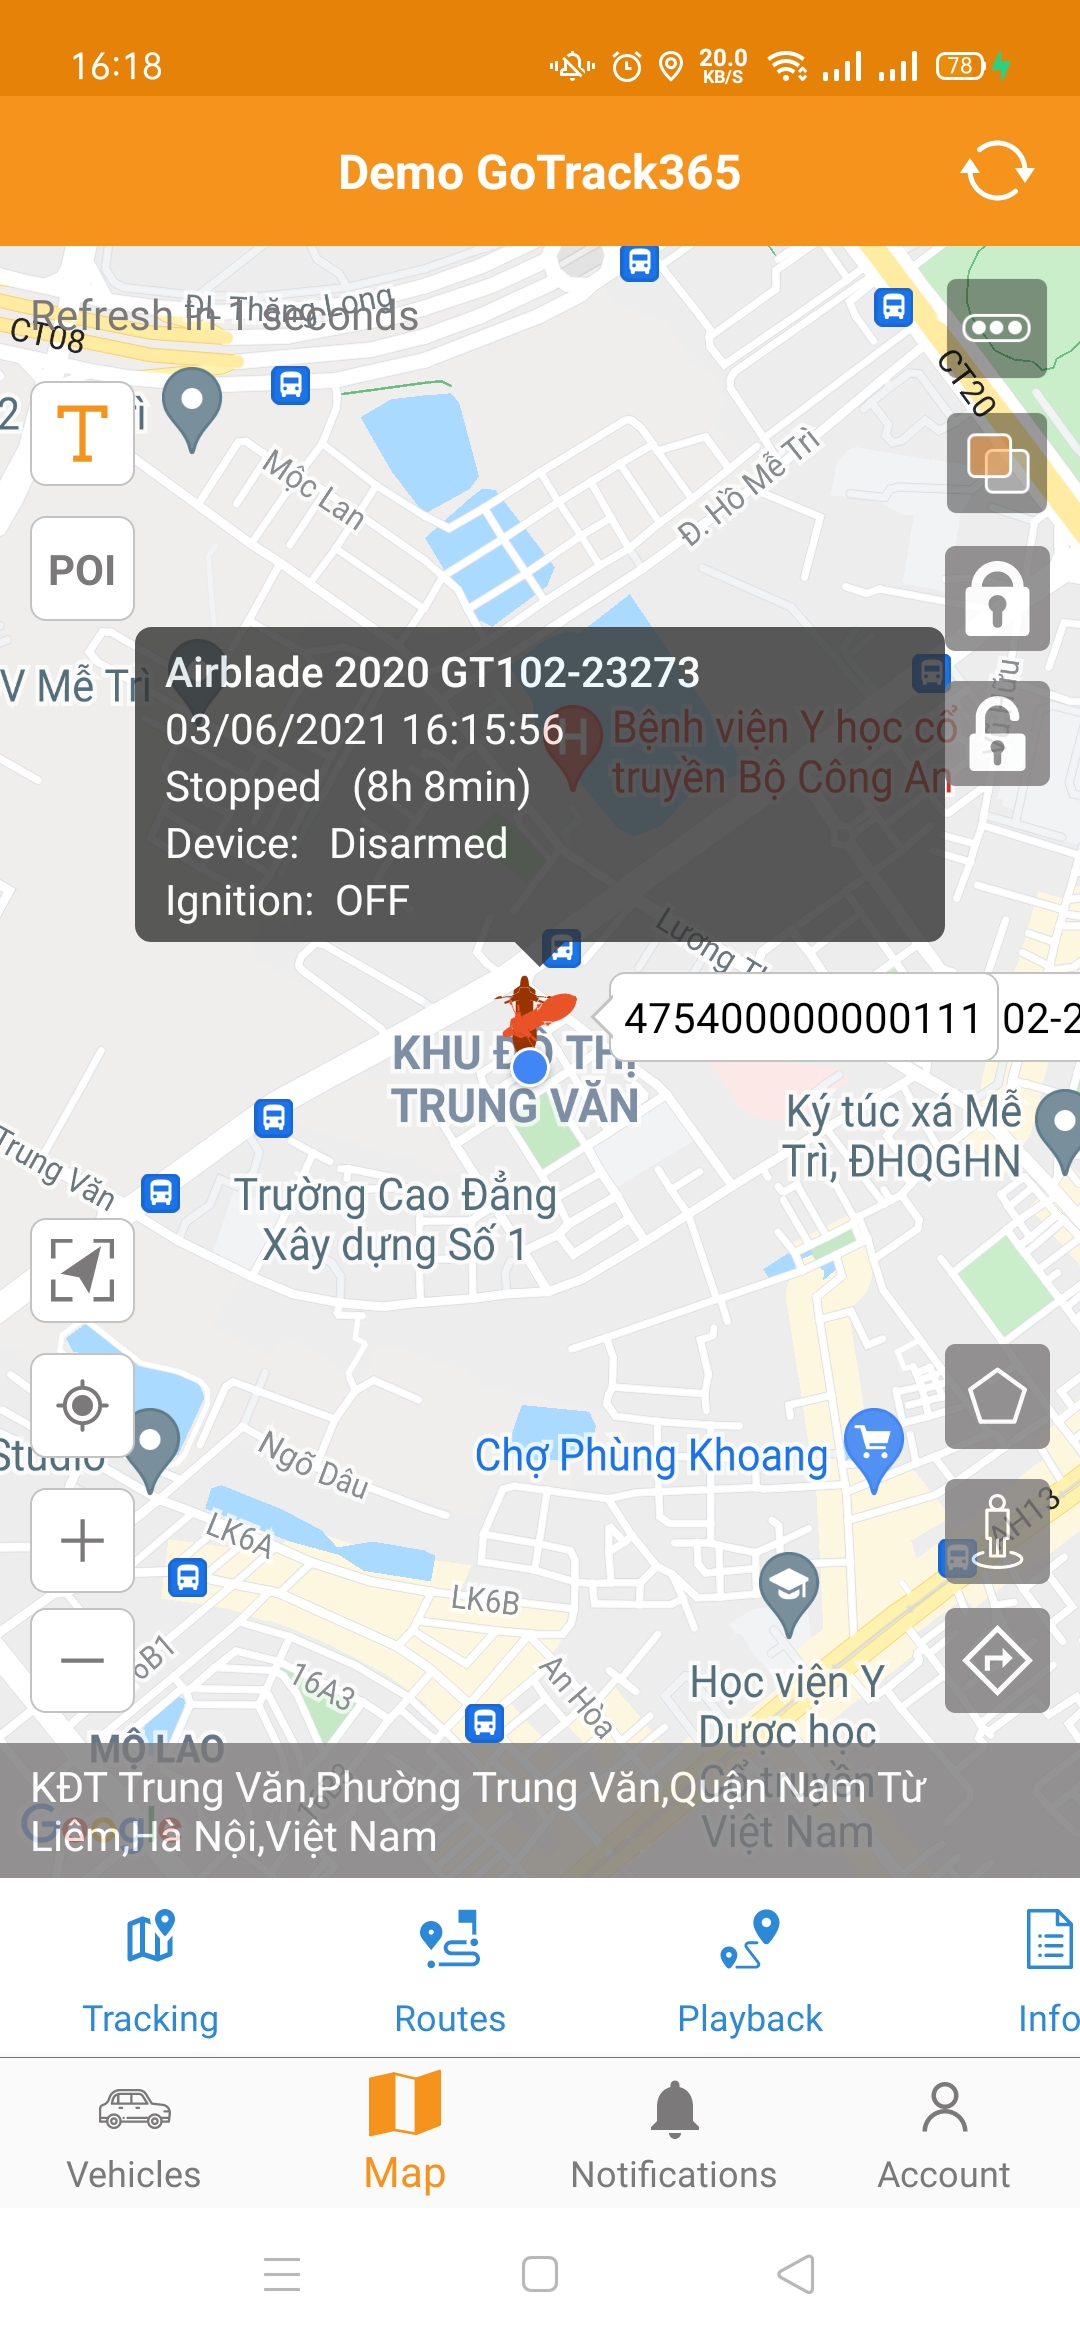 16:18
20.0
KB/S
78
Demo GoTrack365
ĐL Thăng Long
Refresh in 1 seconds
CT08
CT20
2
T
ì
Mộc Lan
Đ. Hồ Mễ Trì
POI
V Mễ Trì
Airblade 2020 GT102-23273
03/06/2021 16:15:56
Stopped (8h 8min)
Device: Disarmed
Ignition: OFF
H
Bệnh viện Y học cổ
truyền Bộ Công An
Lương Th
475400000000111
02-2
KHU ĐÔ THỊ
TRUNG VĂN
Ký túc xá Mễ
Trì, ĐHQGHN
Trung Văn
Trường Cao Đẳng
Xây dựng Số 1
Studio
Ngõ Dâu
Chợ Phùng Khoang
AH13
LK6A
LK6B
oB1
16A3
An Hòa
Học viện Y
Dược học
Cổ truyền
Việt Nam
MỘ LAO
KĐT Trung Văn,Phường Trung Văn,Quận Nam Từ
Liêm,Hà Nội,Việt Nam
Google
Tracking
Routes
Playback
Info
Vehicles
Map
Notifications
Account